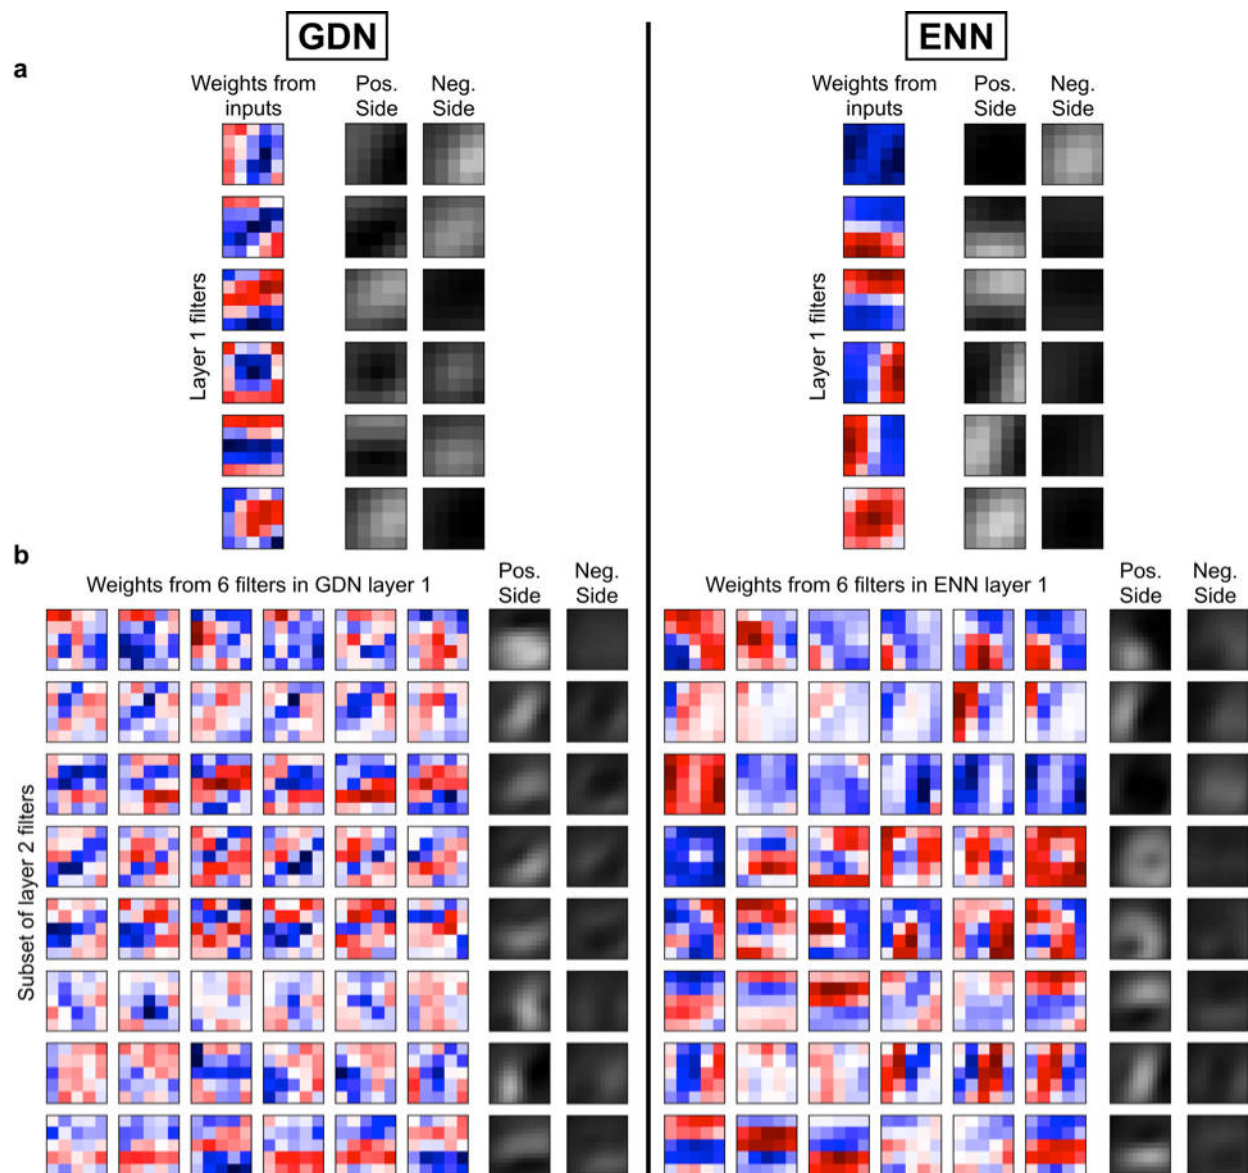 GDN
ENN
a
Weights from
inputs
Pos.
Side
Neg.
Side
Layer 1 filters
Weights from
inputs
Pos.
Side
Neg.
Side
Layer 1 filters
b
Weights from 6 filters in GDN layer 1
Pos.
Side
Neg.
Side
Subset of layer 2 filters
Weights from 6 filters in ENN layer 1
Pos.
Side
Neg.
Side